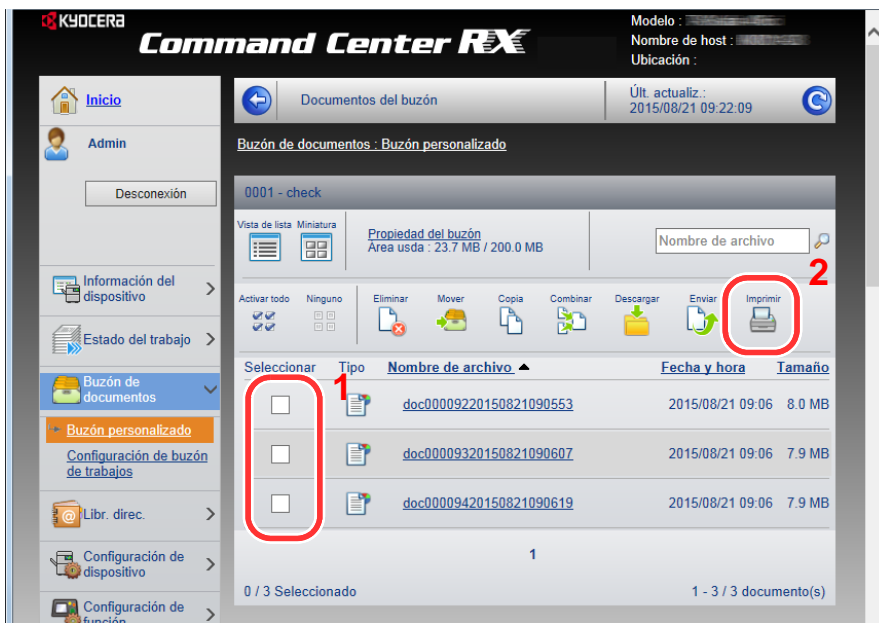 KYOCERA
Command Center RX
Modelo :
Nombre de host :
Ubicación :
Inicio
Documentos del buzón
Últ. actualiz.:
2015/08/21 09:22:09
Admin
Buzón de documentos : Buzón personalizado
Desconexión
0001 - check
Vista de lista Miniatura
Propiedad del buzón
Área usda : 23.7 MB / 200.0 MB
Nombre de archivo
2
Información del
dispositivo
Activar todo Ninguno Eliminar Mover Copia Combinar Descargar Enviar Imprimir
Estado del trabajo
Seleccionar Tipo Nombre de archivo Fecha y hora Tamaño
1
Buzón de
documentos
doc00009220150821090553 2015/08/21 09:06 8.0 MB
Buzón personalizado
doc00009320150821090607 2015/08/21 09:06 7.9 MB
Configuración de buzón
de trabajos
doc00009420150821090619 2015/08/21 09:06 7.9 MB
Libr. direc.
1
Configuración de
dispositivo
0 / 3 Seleccionado 1 - 3 / 3 documento(s)
Configuración de
función